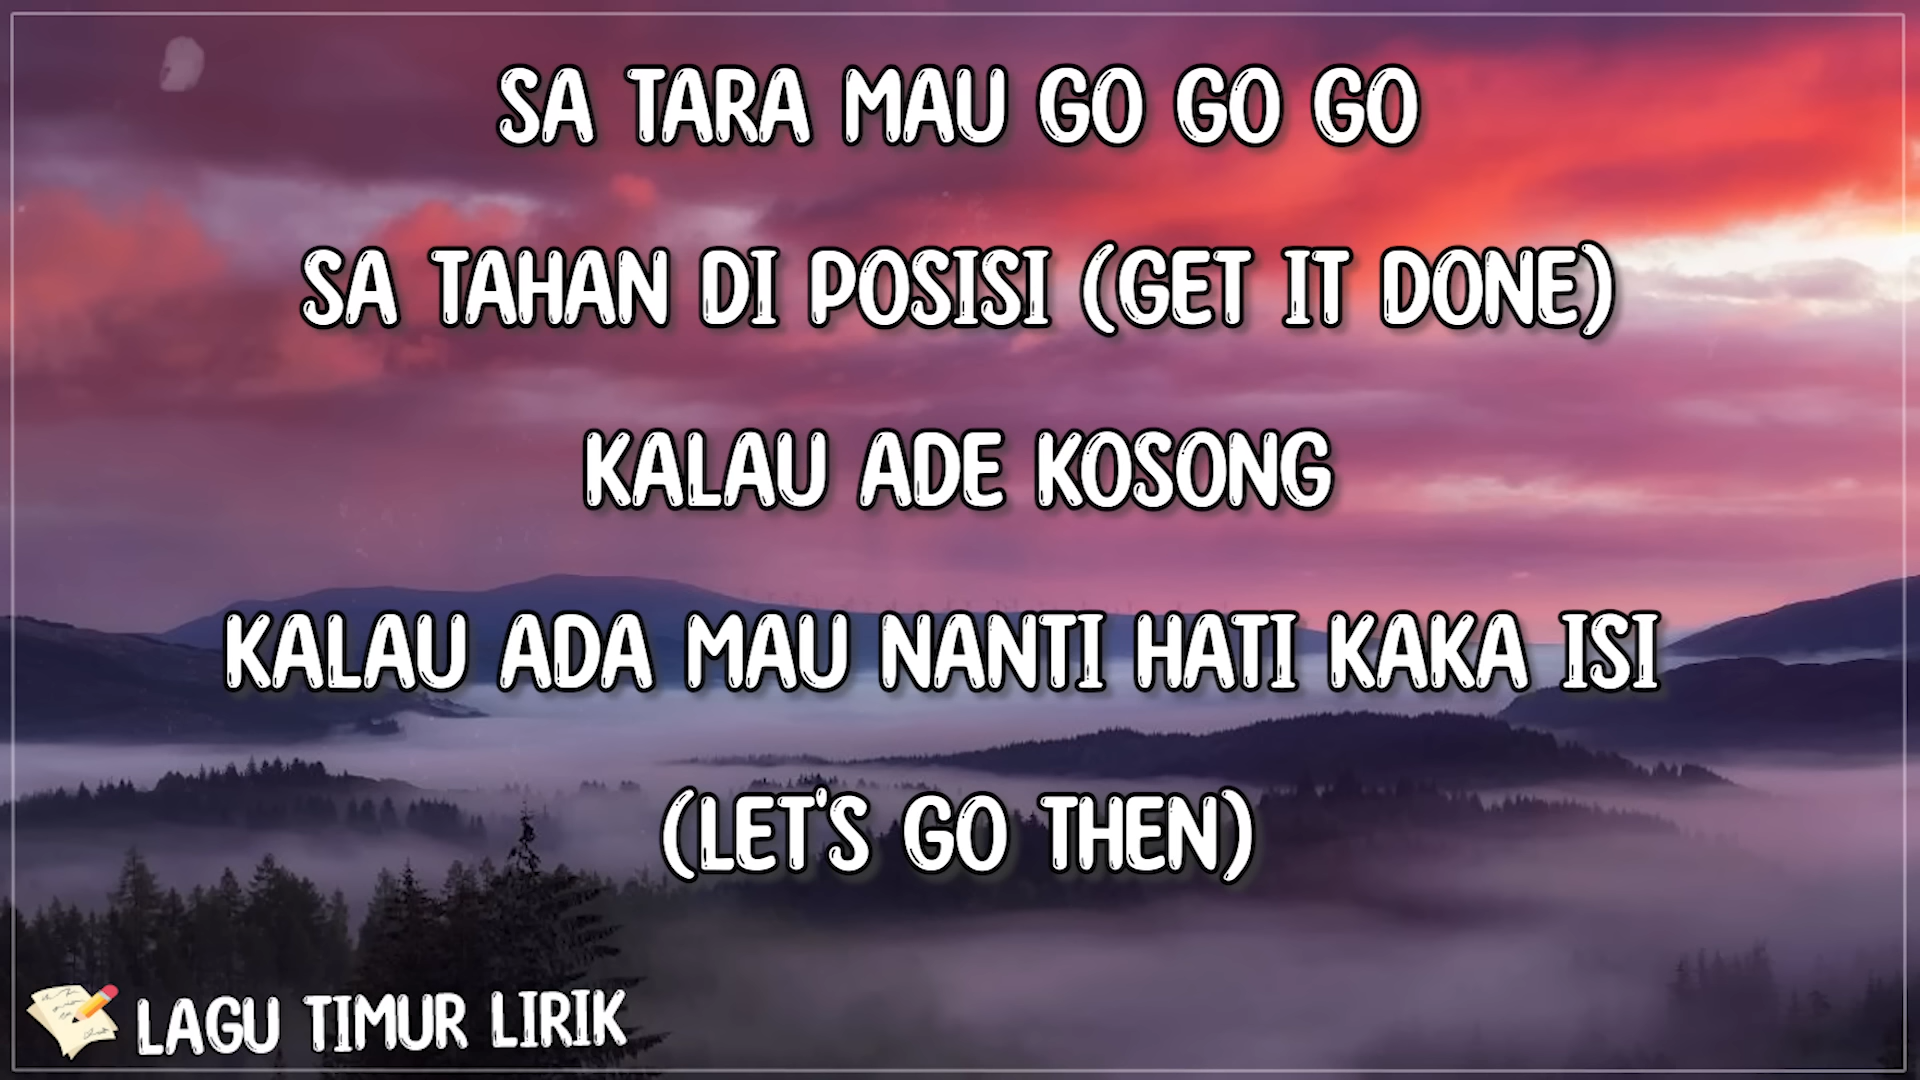 SA TARA MAU GO GO GO
SA TAHAN DI POSISI (GET IT DONE)
KALAU ADE KOSONG
KALAU ADA MAU NANTI HATI KAKA ISI
(LET'S GO THEN)
LAGU TIMUR LIRIK